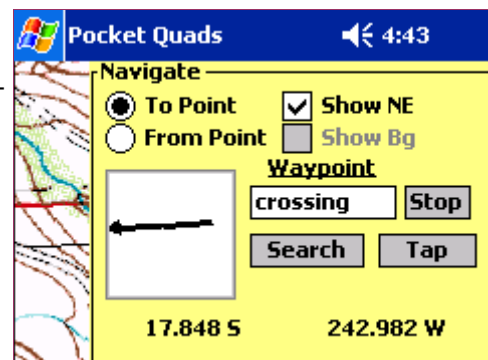 Pocket Quads 4:43
Navigate
To Point Show NE
From Point Show Bg
Waypoint
crossing Stop
Search Tap
17.848 S 242.982 W